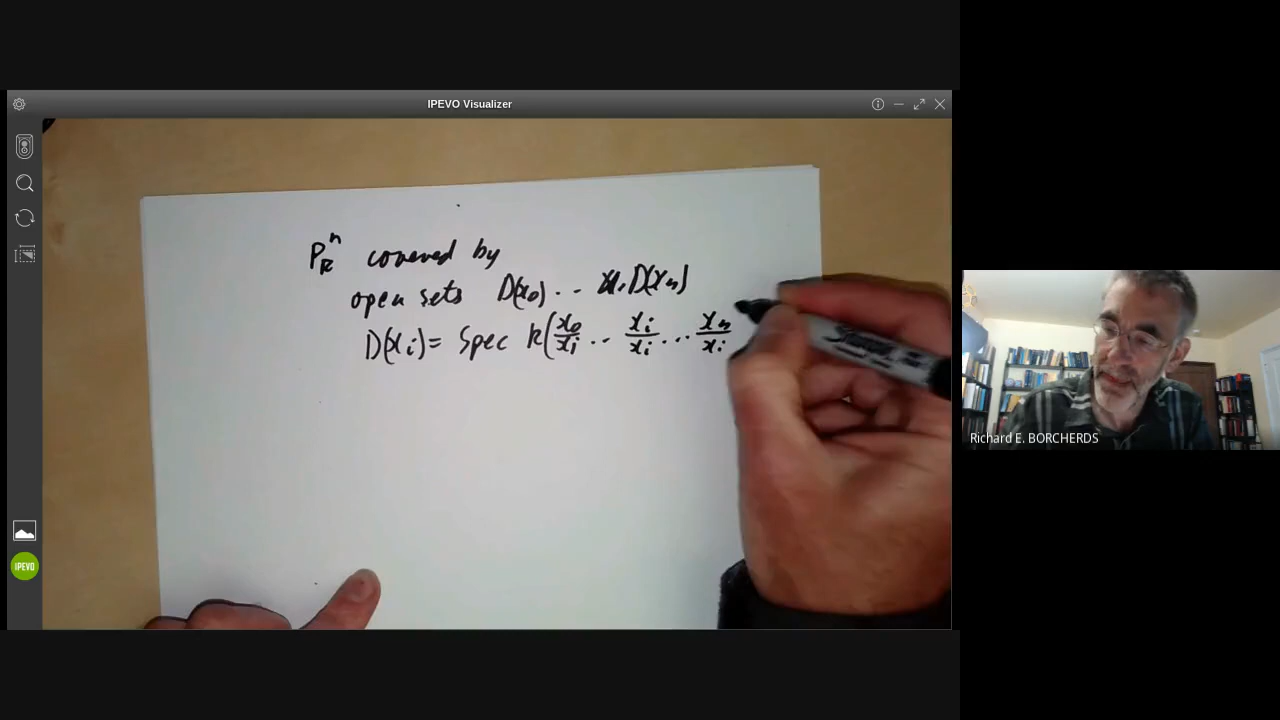 IPEVO Visualizer
P^n_k covered by
open sets D(x_0) ... D(x_n)
D(x_i) = Spec k[x_0/x_i ... x_i/x_i ... x_n/x_i
IPEVO
Richard E. BORCHERDS